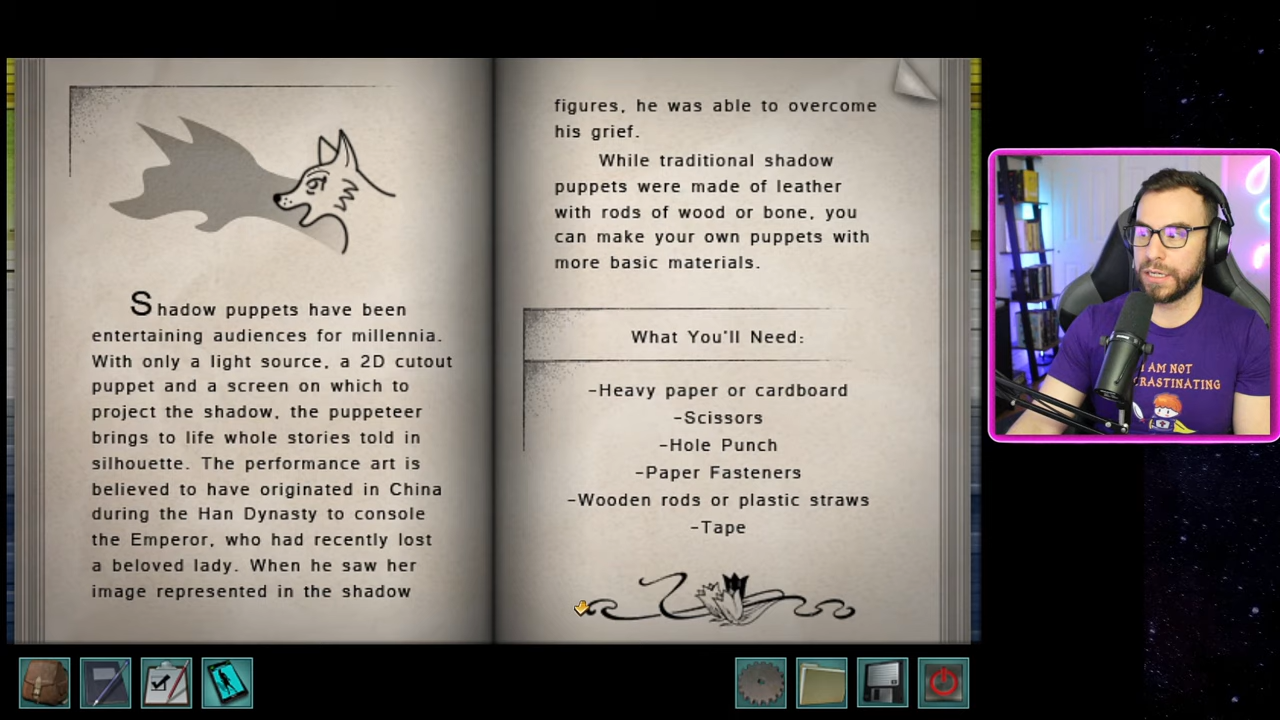 Shadow puppets have been
entertaining audiences for millennia.
With only a light source, a 2D cutout
puppet and a screen on which to
project the shadow, the puppeteer
brings to life whole stories told in
silhouette. The performance art is
believed to have originated in China
during the Han Dynasty to console
the Emperor, who had recently lost
a beloved lady. When he saw her
image represented in the shadow
figures, he was able to overcome
his grief.
While traditional shadow
puppets were made of leather
with rods of wood or bone, you
can make your own puppets with
more basic materials.
What You'll Need:
-Heavy paper or cardboard
-Scissors
-Hole Punch
-Paper Fasteners
-Wooden rods or plastic straws
-Tape
I AM NOT